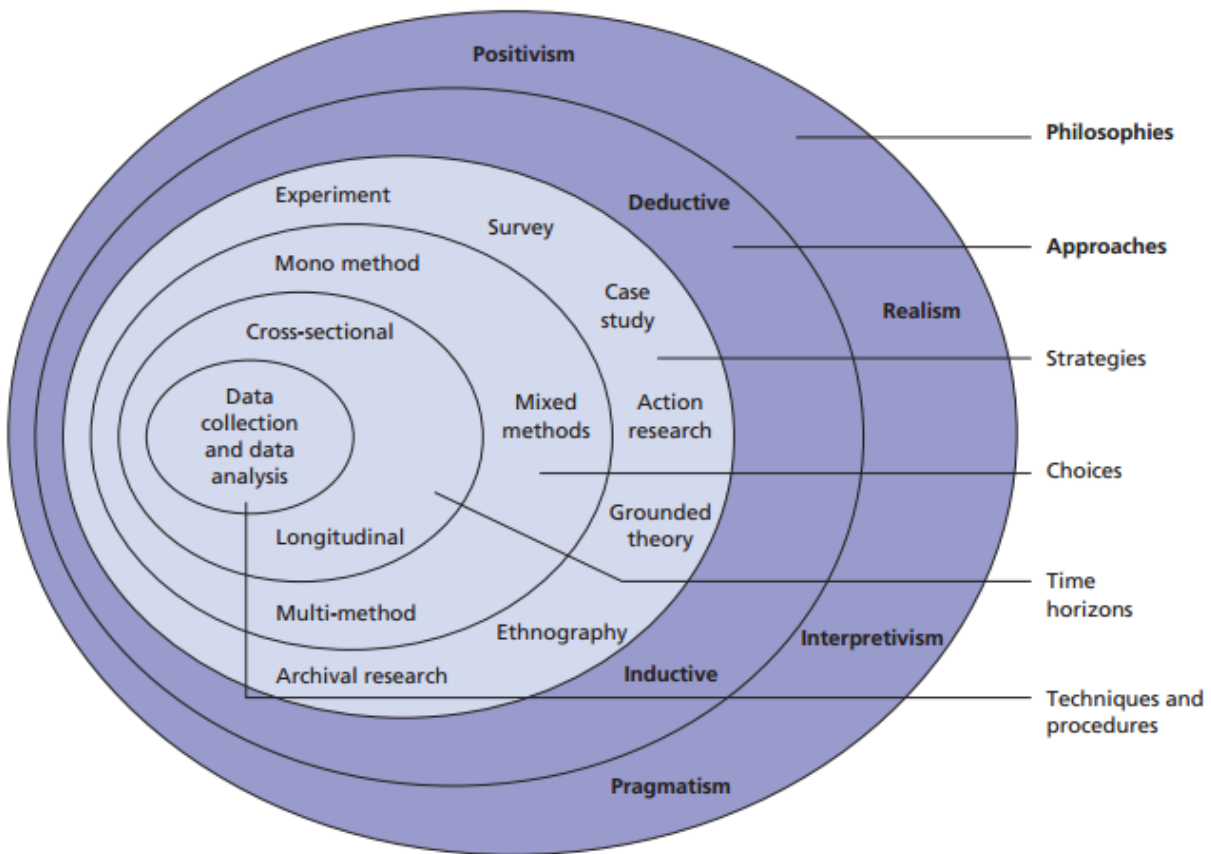 Positivism
Philosophies
Experiment
Deductive
Survey
Approaches
Mono method
Case
study
Realism
Cross-sectional
Strategies
Data
collection
and data
analysis
Mixed
methods
Action
research
Choices
Grounded
theory
Longitudinal
Time
horizons
Multi-method
Ethnography
Interpretivism
Archival research
Inductive
Techniques and
procedures
Pragmatism